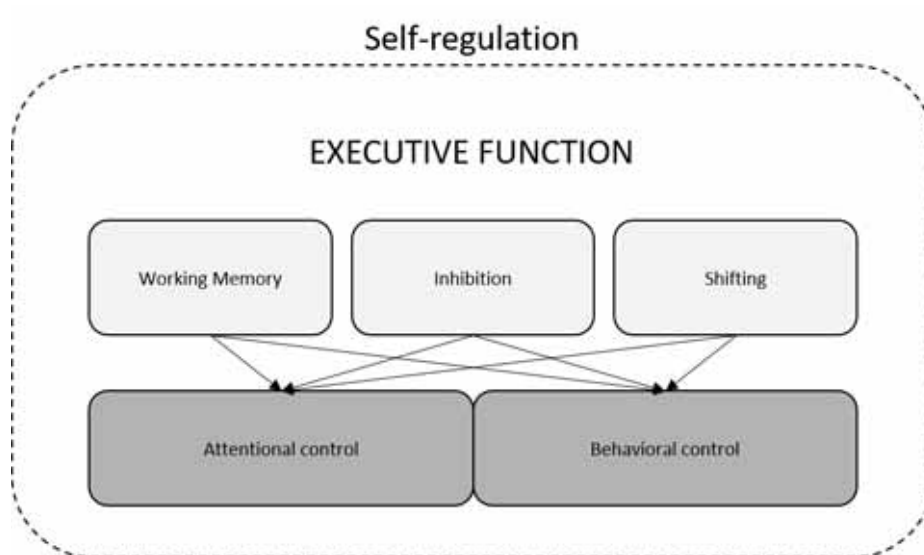 Self-regulation
EXECUTIVE FUNCTION
Working Memory
Inhibition
Shifting
Attentional control
Behavioral control